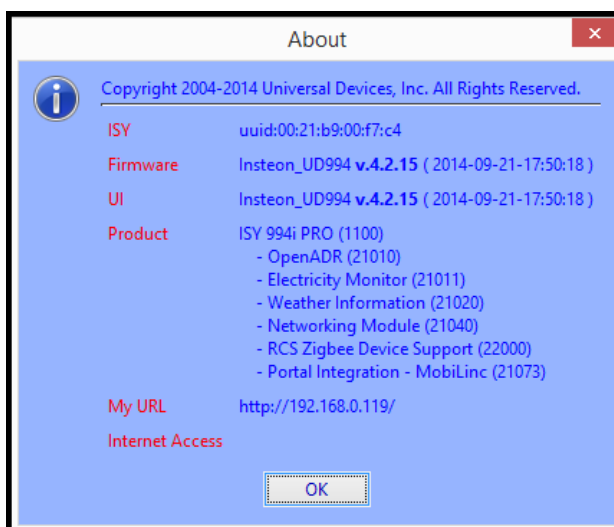 About
Copyright 2004-2014 Universal Devices, Inc. All Rights Reserved.
ISY uuid:00:21:b9:00:f7:c4
Firmware Insteon_UD994 v.4.2.15 ( 2014-09-21-17:50:18 )
UI Insteon_UD994 v.4.2.15 ( 2014-09-21-17:50:18 )
Product ISY 994i PRO (1100)
- OpenADR (21010)
- Electricity Monitor (21011)
- Weather Information (21020)
- Networking Module (21040)
- RCS Zigbee Device Support (22000)
- Portal Integration - MobiLinc (21073)
My URL http://192.168.0.119/
Internet Access
OK